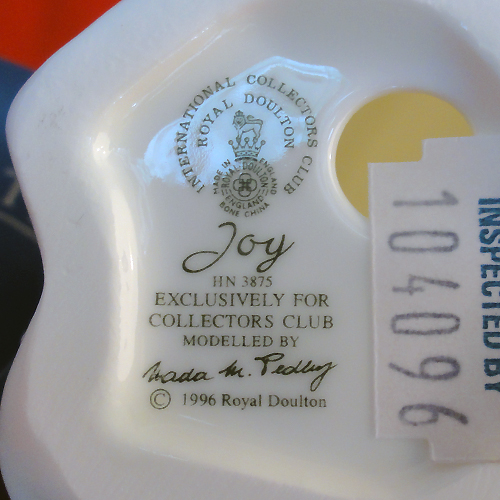 INTERNATIONAL COLLECTORS CLUB
ROYAL DOULTON
MADE IN ENGLAND
ROYAL DOULTON
ENGLAND
BONE CHINA
Joy
HN 3875
EXCLUSIVELY FOR
COLLECTORS CLUB
MODELLED BY
Nada M. Pedley
© 1996 Royal Doulton
INSPECTED BY
104096